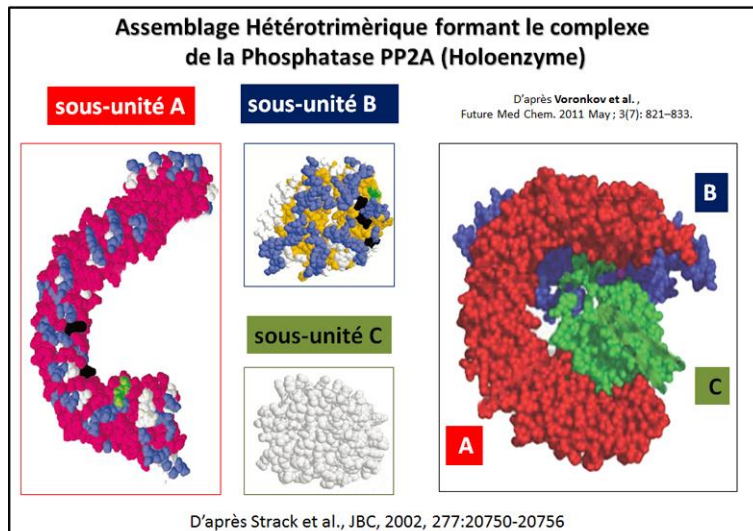 Assemblage Hétérotrimèrique formant le complexe
de la Phosphatase PP2A (Holoenzyme)
sous-unité A
sous-unité B
D'après Voronkov et al. ,
Future Med Chem. 2011 May ; 3(7): 821–833.
B
sous-unité C
C
A
D'après Strack et al., JBC, 2002, 277:20750-20756